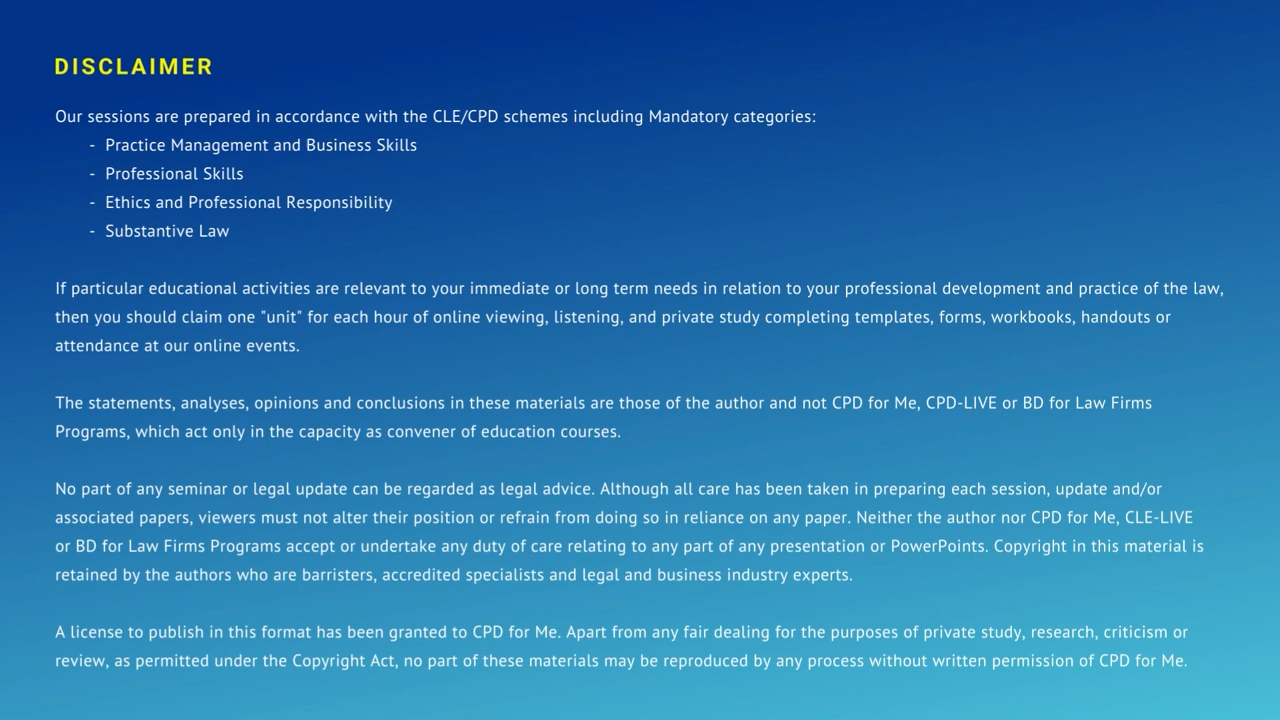 DISCLAIMER
Our sessions are prepared in accordance with the CLE/CPD schemes including Mandatory categories:
- Practice Management and Business Skills
- Professional Skills
- Ethics and Professional Responsibility
- Substantive Law
If particular educational activities are relevant to your immediate or long term needs in relation to your professional development and practice of the law,
then you should claim one "unit" for each hour of online viewing, listening, and private study completing templates, forms, workbooks, handouts or
attendance at our online events.
The statements, analyses, opinions and conclusions in these materials are those of the author and not CPD for Me, CPD-LIVE or BD for Law Firms
Programs, which act only in the capacity as convener of education courses.
No part of any seminar or legal update can be regarded as legal advice. Although all care has been taken in preparing each session, update and/or
associated papers, viewers must not alter their position or refrain from doing so in reliance on any paper. Neither the author nor CPD for Me, CLE-LIVE
or BD for Law Firms Programs accept or undertake any duty of care relating to any part of any presentation or PowerPoints. Copyright in this material is
retained by the authors who are barristers, accredited specialists and legal and business industry experts.
A license to publish in this format has been granted to CPD for Me. Apart from any fair dealing for the purposes of private study, research, criticism or
review, as permitted under the Copyright Act, no part of these materials may be reproduced by any process without written permission of CPD for Me.